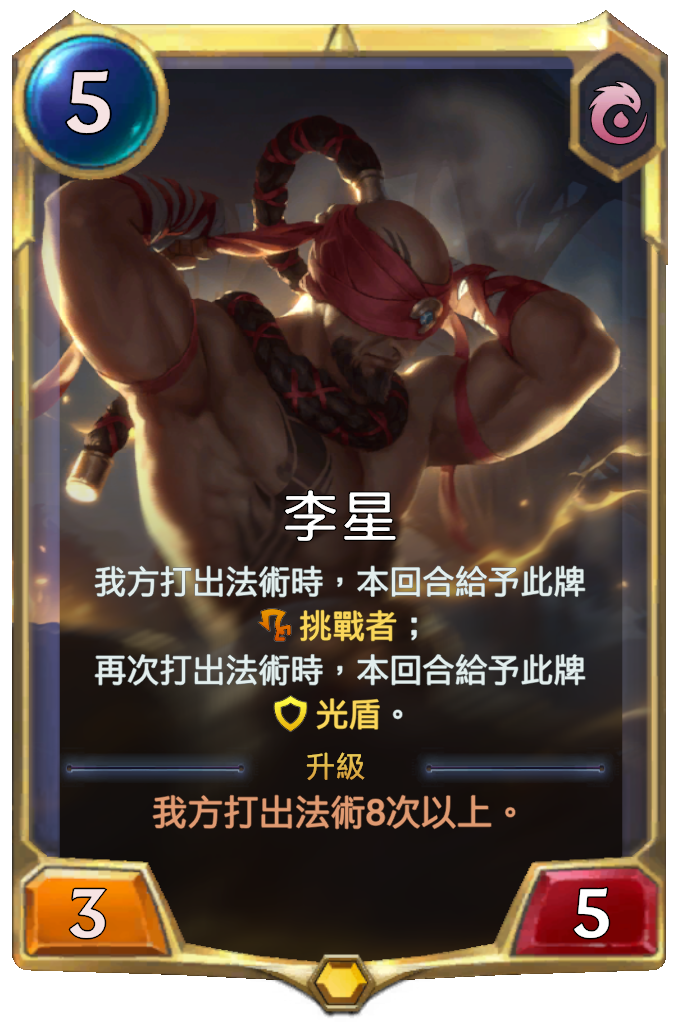 5
李星
我方打出法術時，本回合給予此牌
挑戰者；
再次打出法術時，本回合給予此牌
光盾。
升級
我方打出法術8次以上。
3
5